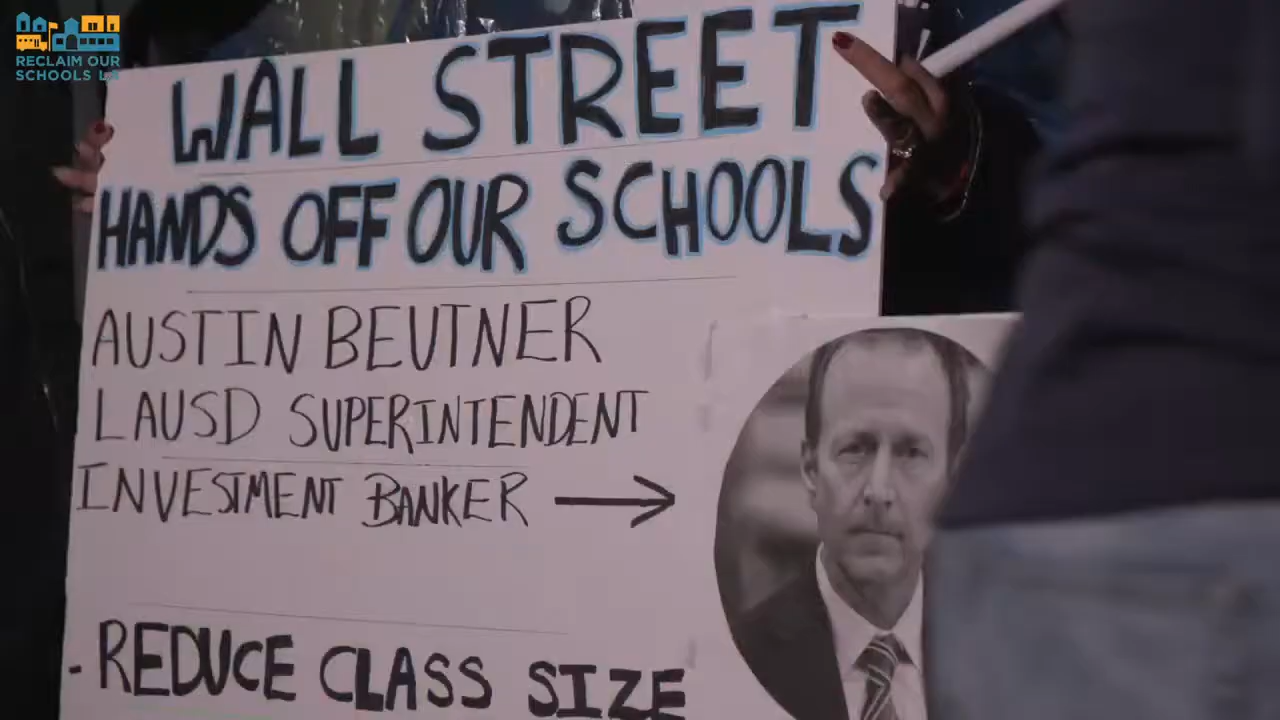 RECLAIM OUR
SCHOOLS LA
WALL STREET
HANDS OFF OUR SCHOOLS
AUSTIN BEUTNER
LAUSD SUPERINTENDENT
INVESTMENT BANKER
- REDUCE CLASS SIZE